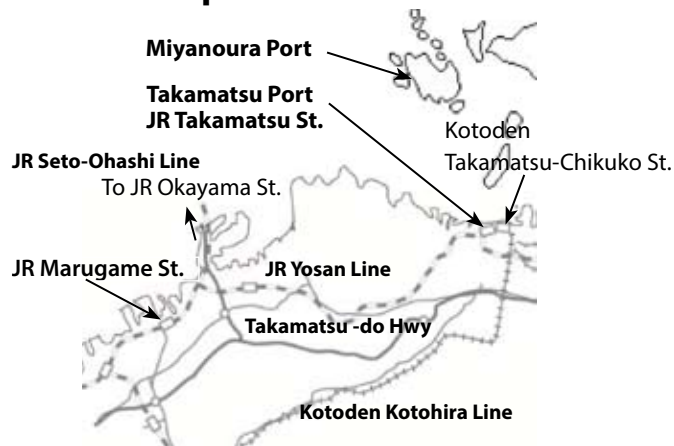 Miyanoura Port
Takamatsu Port
JR Takamatsu St.
Kotoden
Takamatsu-Chikuko St.
JR Seto-Ohashi Line
To JR Okayama St.
JR Marugame St.
JR Yosan Line
Takamatsu -do Hwy
Kotoden Kotohira Line